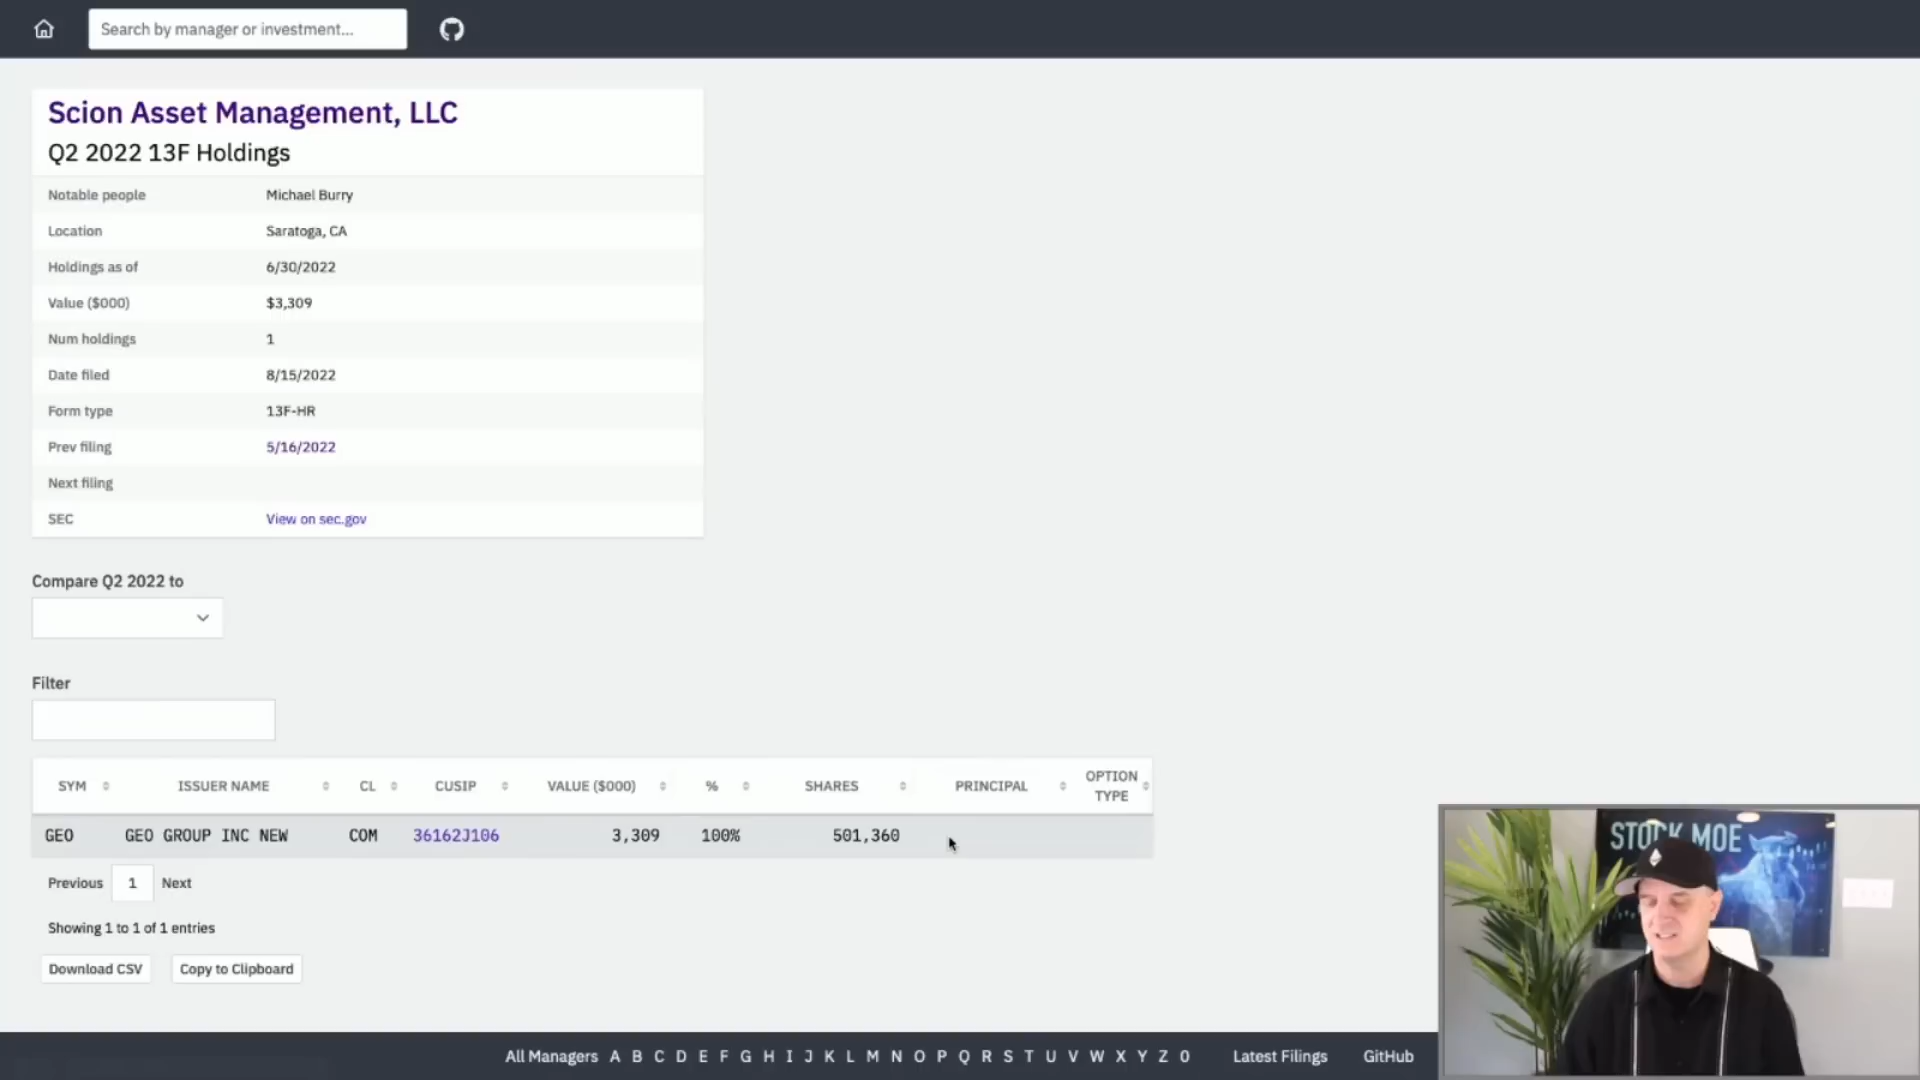 Search by manager or investment...
Scion Asset Management, LLC
Q2 2022 13F Holdings
Notable people Michael Burry
Location Saratoga, CA
Holdings as of 6/30/2022
Value ($000) $3,309
Num holdings 1
Date filed 8/15/2022
Form type 13F-HR
Prev filing 5/16/2022
Next filing
SEC View on sec.gov
Compare Q2 2022 to
Filter
SYM ISSUER NAME CL CUSIP VALUE ($000) % SHARES PRINCIPAL OPTION TYPE
GEO GEO GROUP INC NEW COM 36162J106 3,309 100% 501,360
Previous 1 Next
Showing 1 to 1 of 1 entries
Download CSV Copy to Clipboard
STOCK MOE
All Managers A B C D E F G H I J K L M N O P Q R S T U V W X Y Z 0 Latest Filings GitHub